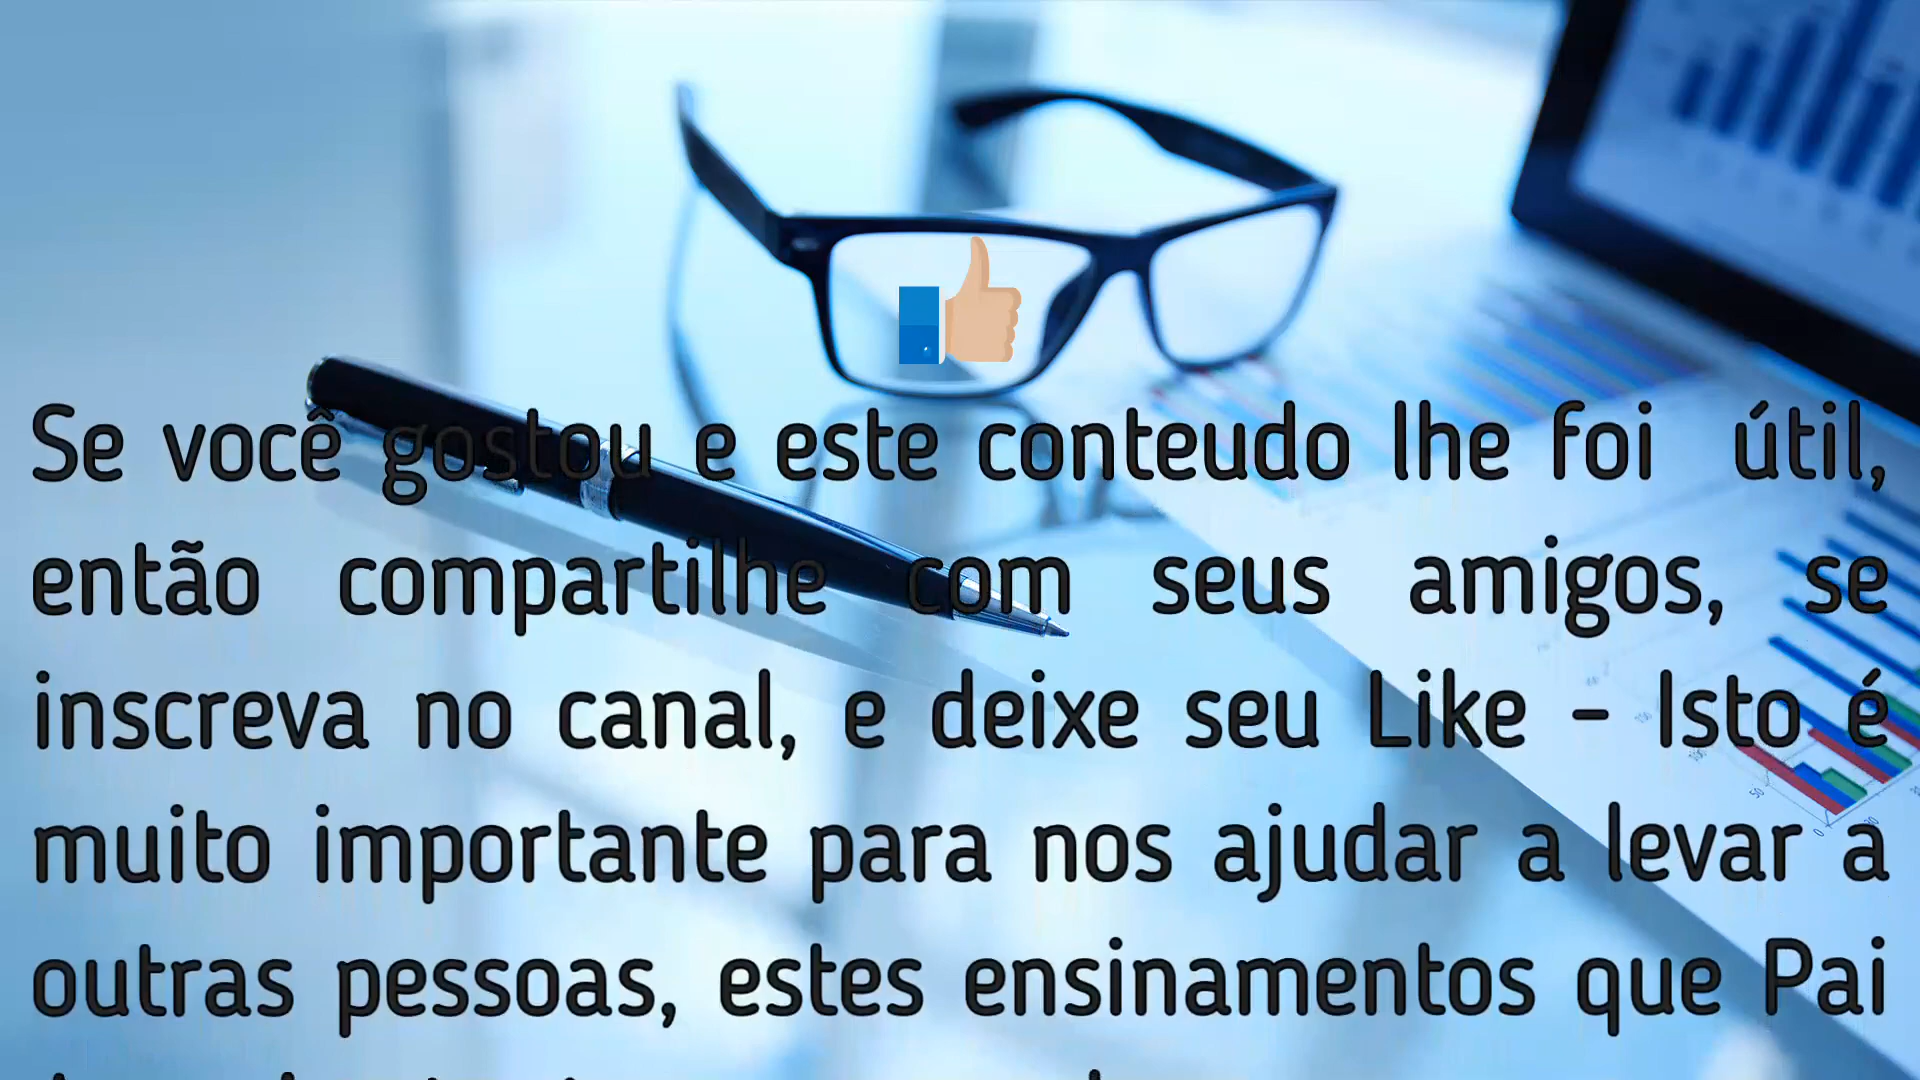 Se você gostou e este conteudo lhe foi útil,
então compartilhe com seus amigos, se
inscreva no canal, e deixe seu Like - Isto é
muito importante para nos ajudar a levar a
outras pessoas, estes ensinamentos que Pai